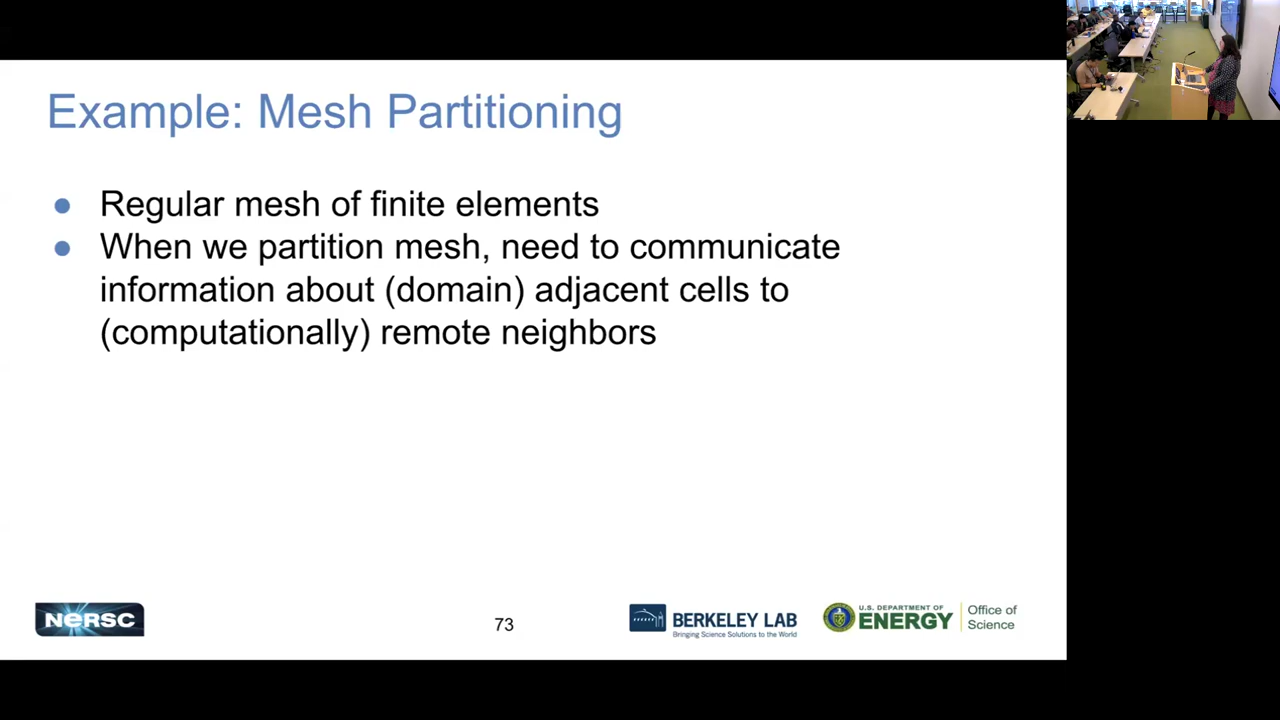 Example: Mesh Partitioning
● Regular mesh of finite elements
● When we partition mesh, need to communicate
information about (domain) adjacent cells to
(computationally) remote neighbors
NERSC
73
BERKELEY LAB
Bringing Science Solutions to the World
U.S. DEPARTMENT OF
ENERGY
Office of
Science